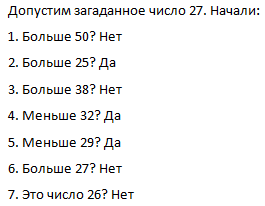 Допустим загаданное число 27. Начали:
1. Больше 50? Нет
2. Больше 25? Да
3. Больше 38? Нет
4. Меньше 32? Да
5. Меньше 29? Да
6. Больше 27? Нет
7. Это число 26? Нет